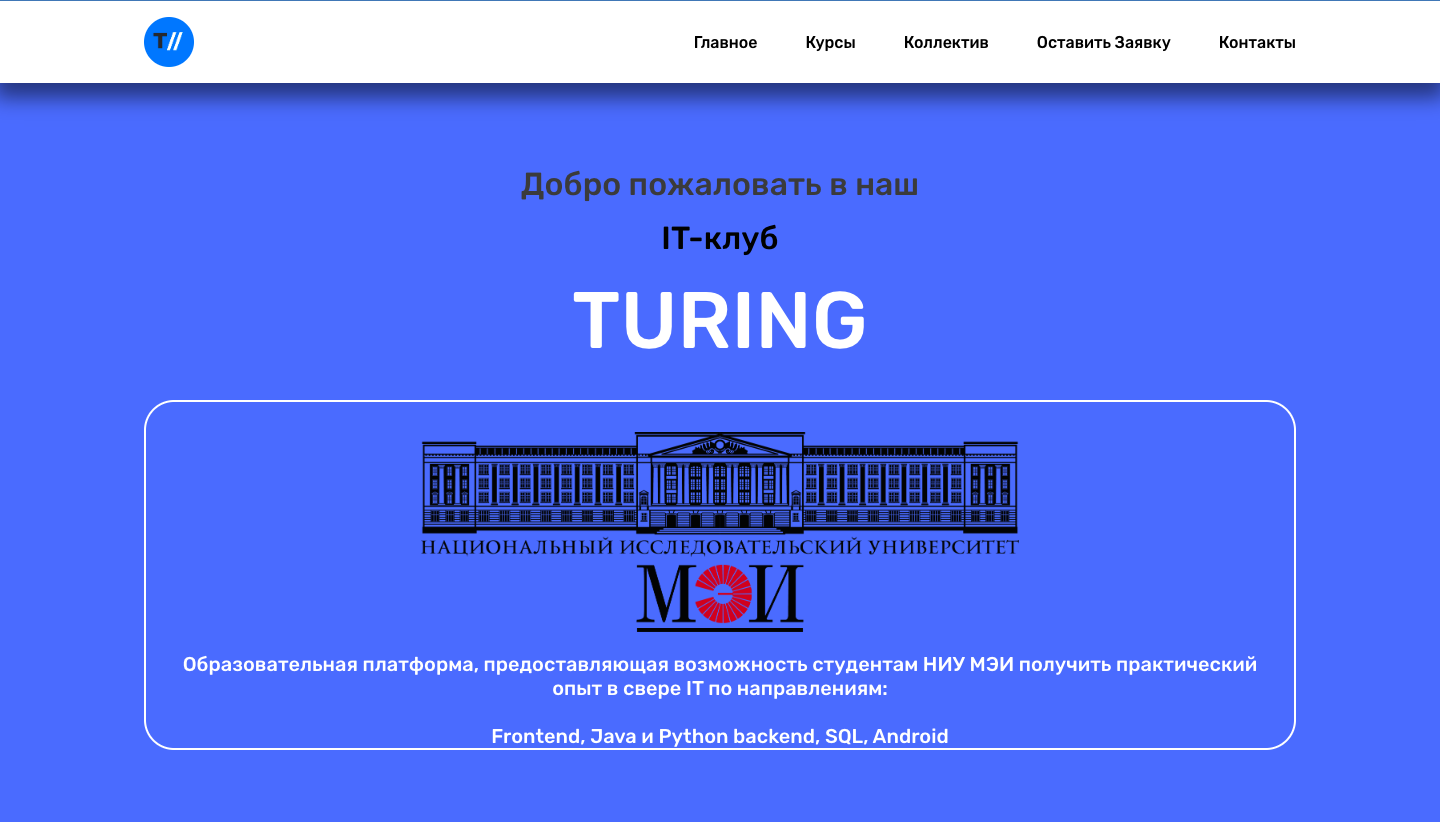 T//
Главное Курсы Коллектив Оставить Заявку Контакты
Добро пожаловать в наш
IT-клуб
TURING
НАЦИОНАЛЬНЫЙ ИССЛЕДОВАТЕЛЬСКИЙ УНИВЕРСИТЕТ
МЭИ
Образовательная платформа, предоставляющая возможность студентам НИУ МЭИ получить практический
опыт в свере IT по направлениям:
Frontend, Java и Python backend, SQL, Android